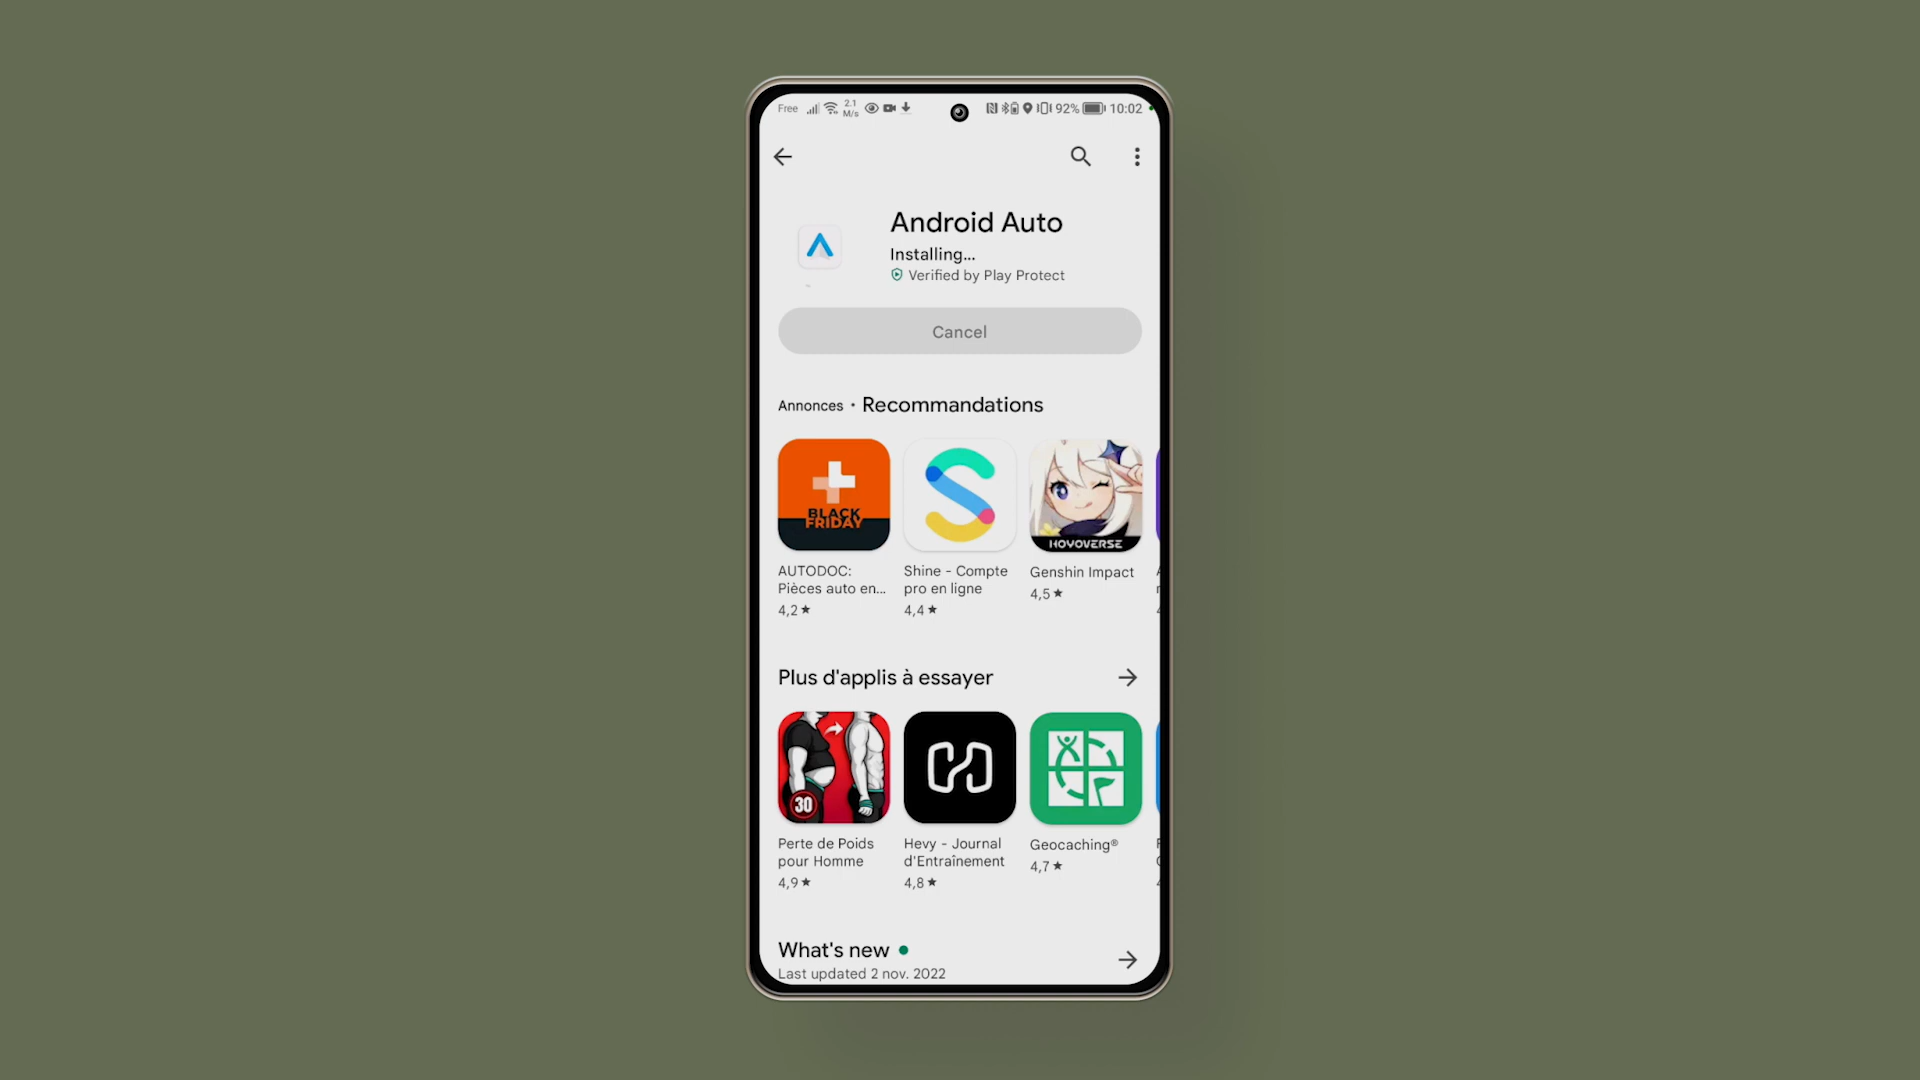 Free 2.1 M/s 92% 10:02
Android Auto
Installing...
Verified by Play Protect
Cancel
Annonces • Recommandations
BLACK
FRIDAY
HOYOVERSE
AUTODOC:
Pièces auto en...
4,2★
Shine - Compte
pro en ligne
4,4★
Genshin Impact
4,5★
Plus d'applis à essayer
30
Perte de Poids
pour Homme
4,9★
Hevy - Journal
d'Entraînement
4,8★
Geocaching®
4,7★
What's new
Last updated 2 nov. 2022